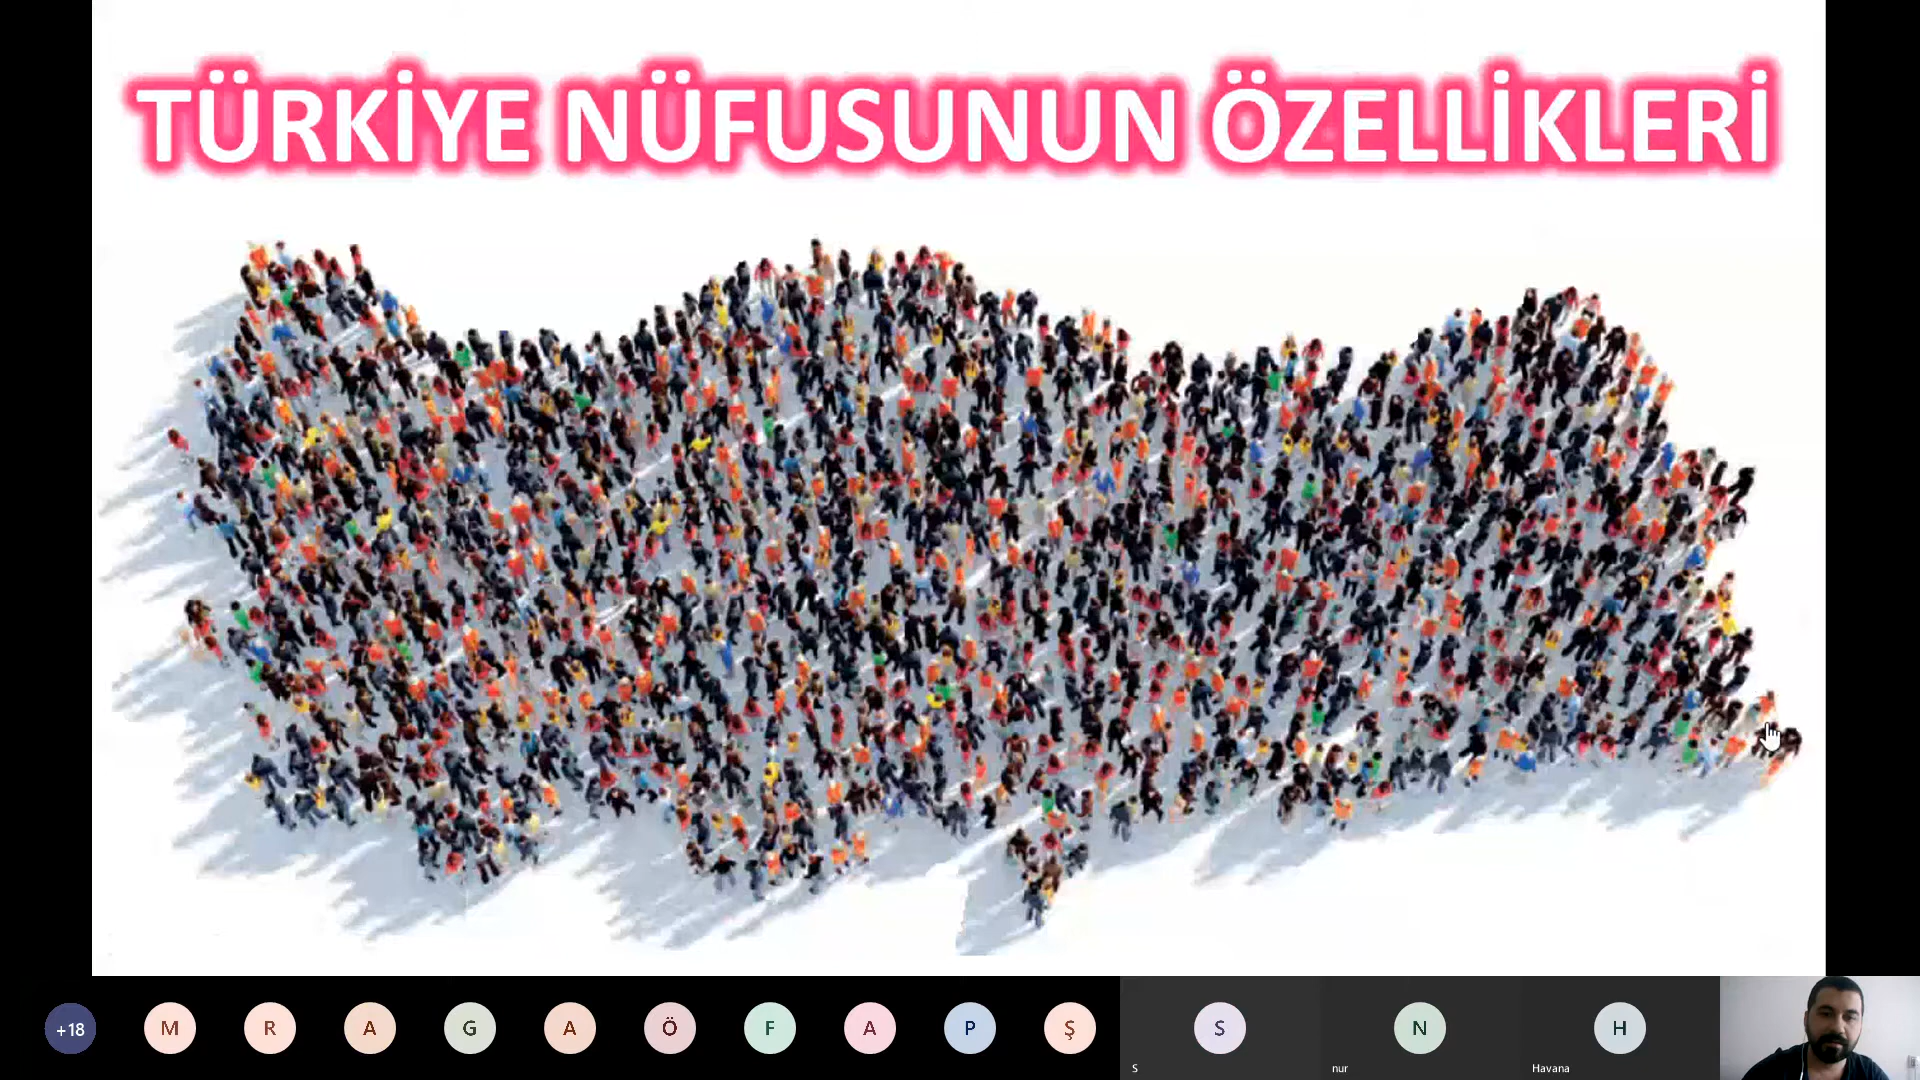 TÜRKİYE NÜFUSUNUN ÖZELLİKLERİ
+18
M
R
A
G
A
Ö
F
A
P
Ş
S
N
H
S
nur
Havana